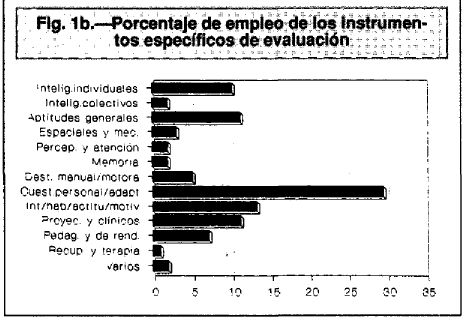 Fig. 1b.—Porcentaje de empleo de los instrumen-
tos específicos de evaluación
Intelig.individuales
Intelig.colectivos
Aptitudes generales
Espaciales y mec.
Percep. y atención
Memoria
Dest. manual/motora
Cuest.personal/adapt
Int/hab/actitu/motiv
Proyec. y clínicos
Pedag. y de rend.
Recup. y terapia
Varios
0 5 10 15 20 25 30 35